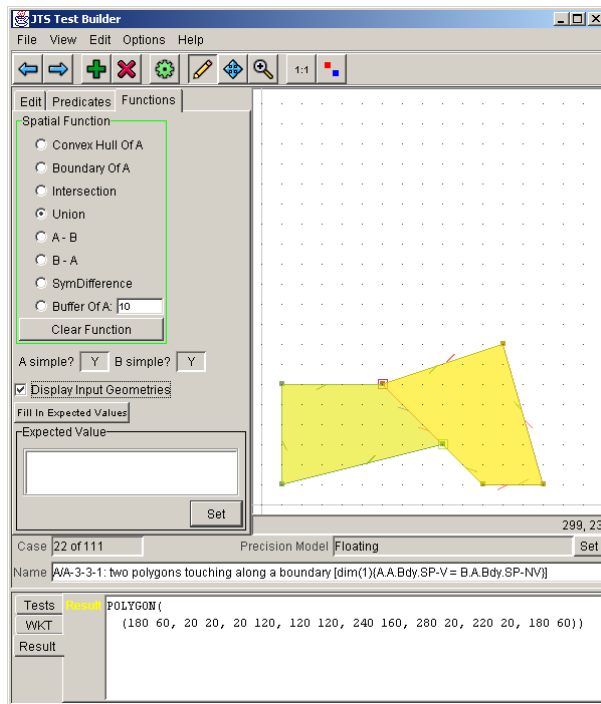 JTS Test Builder
File View Edit Options Help
1:1
Edit Predicates Functions
Spatial Function
Convex Hull Of A
Boundary Of A
Intersection
Union
A - B
B - A
SymDifference
Buffer Of A: 10
Clear Function
A simple? Y B simple? Y
Display Input Geometries
Fill In Expected Values
Expected Value
Set
299, 23
Case 22 of 111 Precision Model Floating Set
Name A/A-3-3-1: two polygons touching along a boundary [dim(1){A.A.Bdy.SP-V = B.A.Bdy.SP-NV}]
Tests Result POLYGON(
WKT (180 60, 20 20, 20 120, 120 120, 240 160, 280 20, 220 20, 180 60))
Result